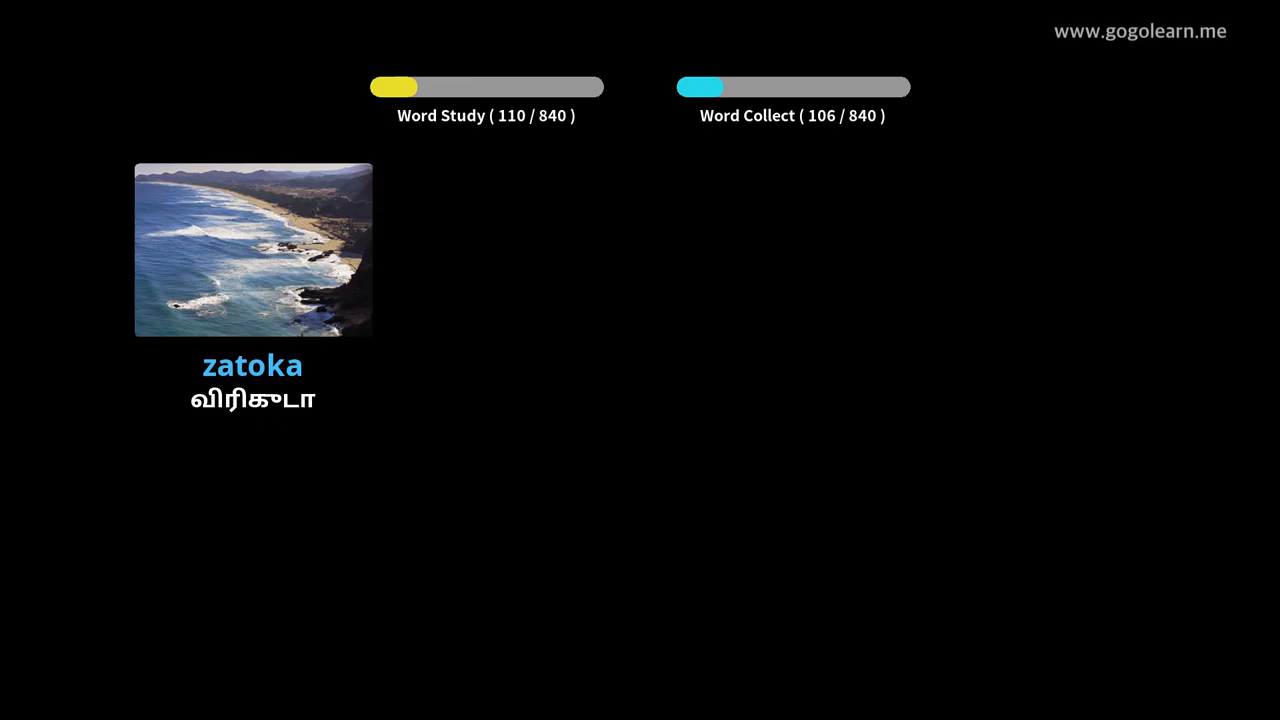 www.gogolearn.me
Word Study ( 110 / 840 )
Word Collect ( 106 / 840 )
zatoka
விரிகுடா